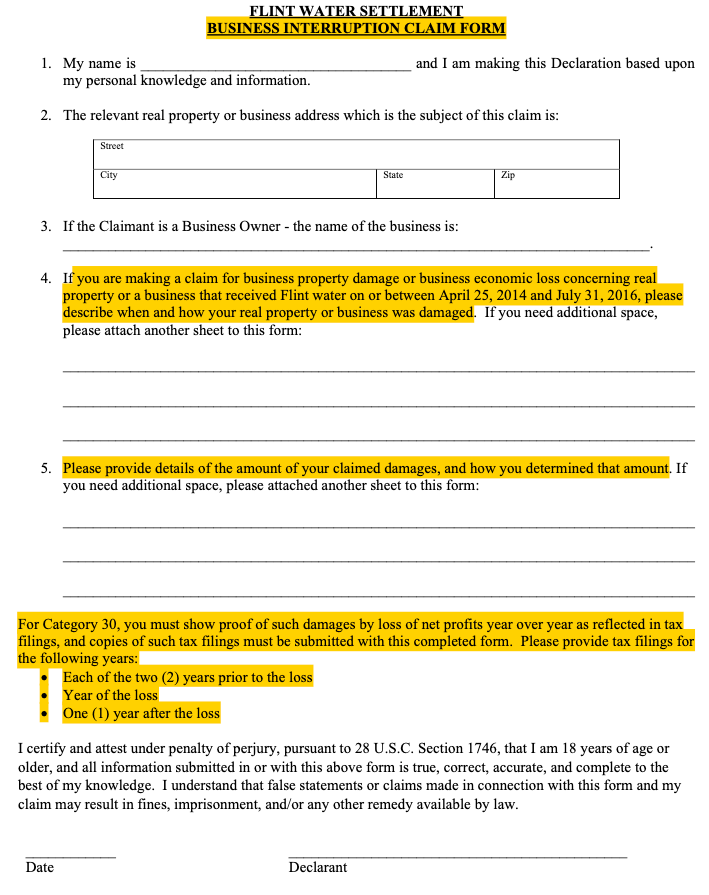 FLINT WATER SETTLEMENT
BUSINESS INTERRUPTION CLAIM FORM
1. My name is ____________________________________ and I am making this Declaration based upon
my personal knowledge and information.
2. The relevant real property or business address which is the subject of this claim is:
Street
City State Zip
3. If the Claimant is a Business Owner - the name of the business is:
______________________________________________________________________________.
4. If you are making a claim for business property damage or business economic loss concerning real
property or a business that received Flint water on or between April 25, 2014 and July 31, 2016, please
describe when and how your real property or business was damaged. If you need additional space,
please attach another sheet to this form:
5. Please provide details of the amount of your claimed damages, and how you determined that amount. If
you need additional space, please attached another sheet to this form:
For Category 30, you must show proof of such damages by loss of net profits year over year as reflected in tax
filings, and copies of such tax filings must be submitted with this completed form. Please provide tax filings for
the following years:
• Each of the two (2) years prior to the loss
• Year of the loss
• One (1) year after the loss
I certify and attest under penalty of perjury, pursuant to 28 U.S.C. Section 1746, that I am 18 years of age or
older, and all information submitted in or with this above form is true, correct, accurate, and complete to the
best of my knowledge. I understand that false statements or claims made in connection with this form and my
claim may result in fines, imprisonment, and/or any other remedy available by law.
Date Declarant